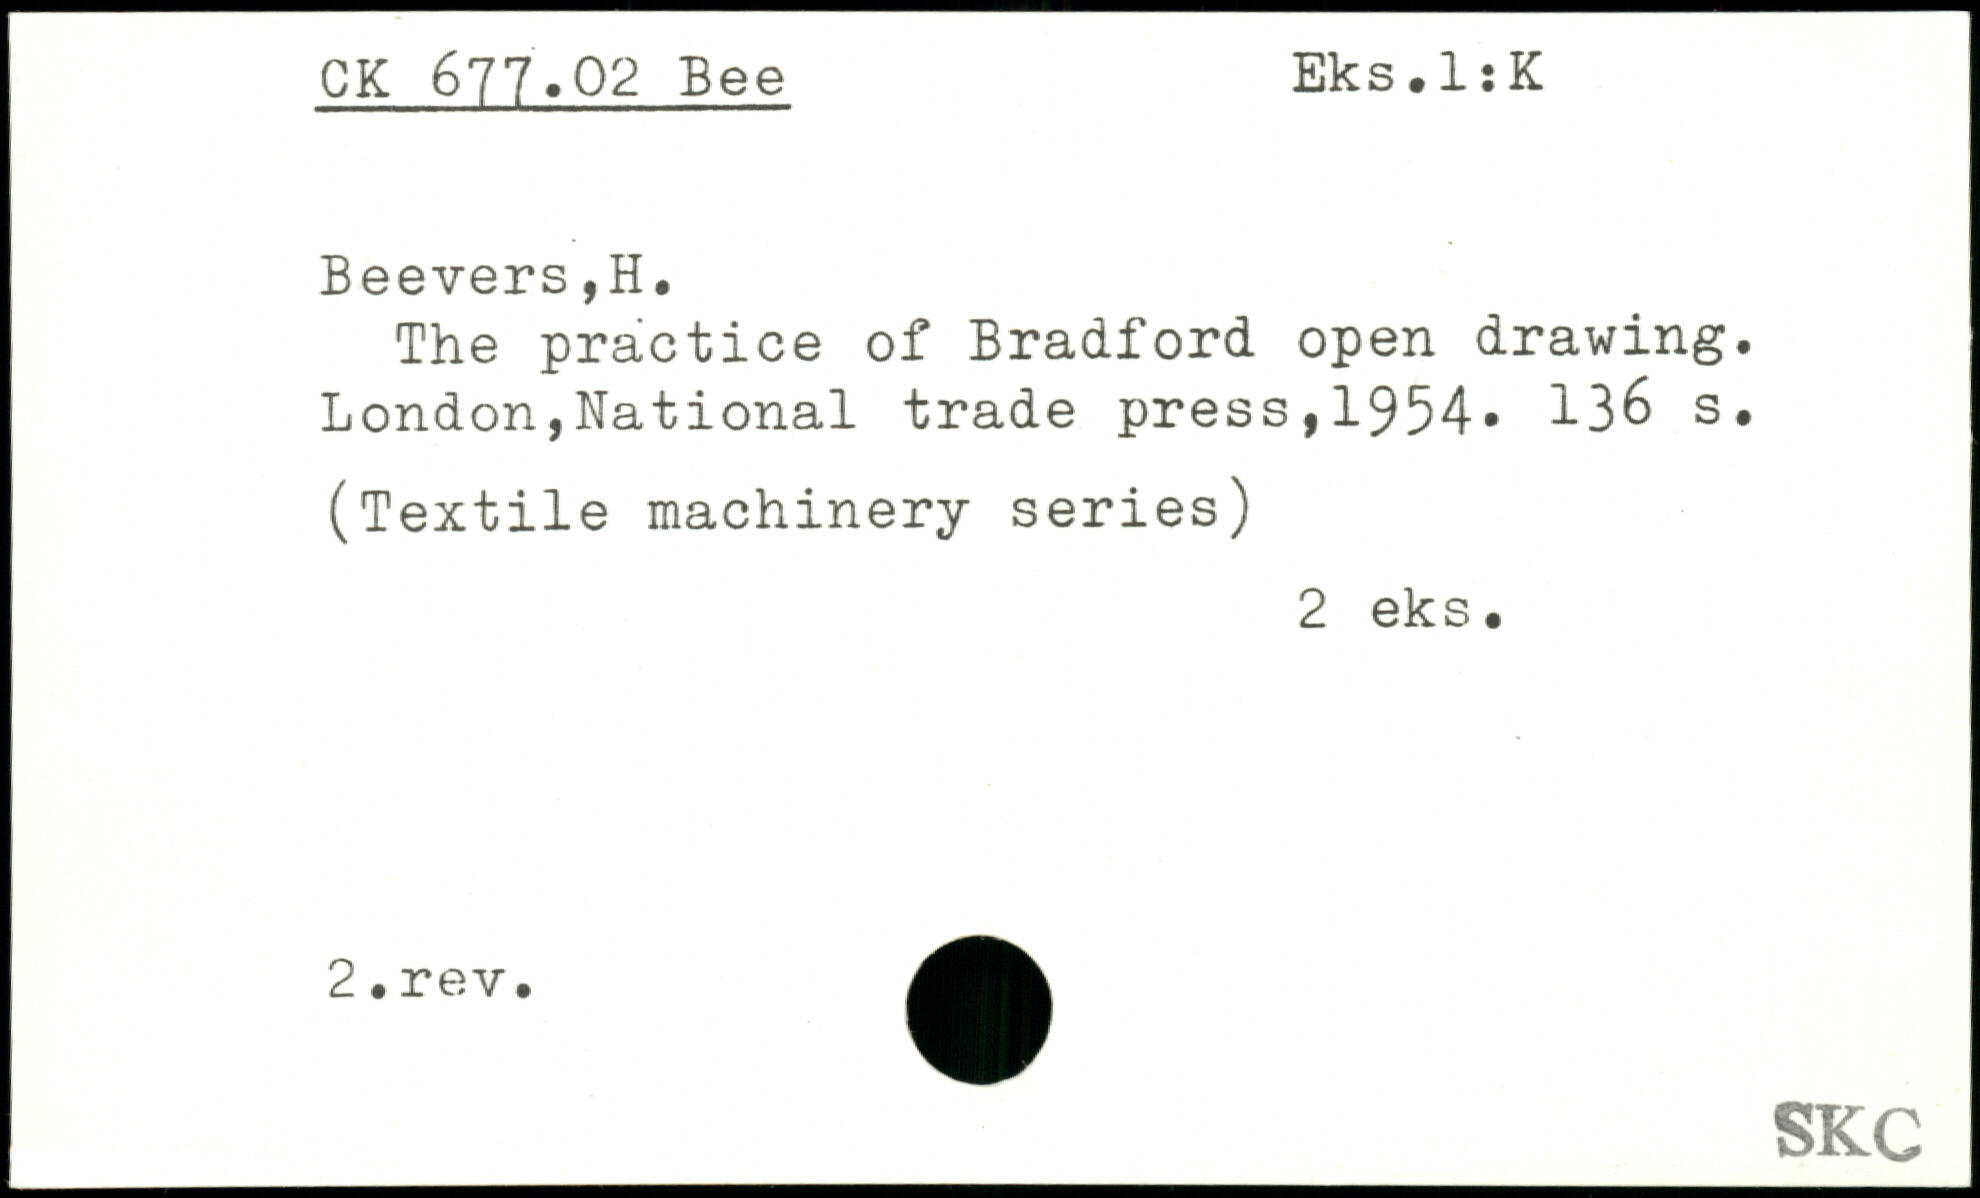 CK 677.02 Bee Eks.1:K
Beevers,H.
The practice of Bradford open drawing.
London,National trade press,1954. 136 s.
(Textile machinery series)
2 eks.
2.rev.
SKC